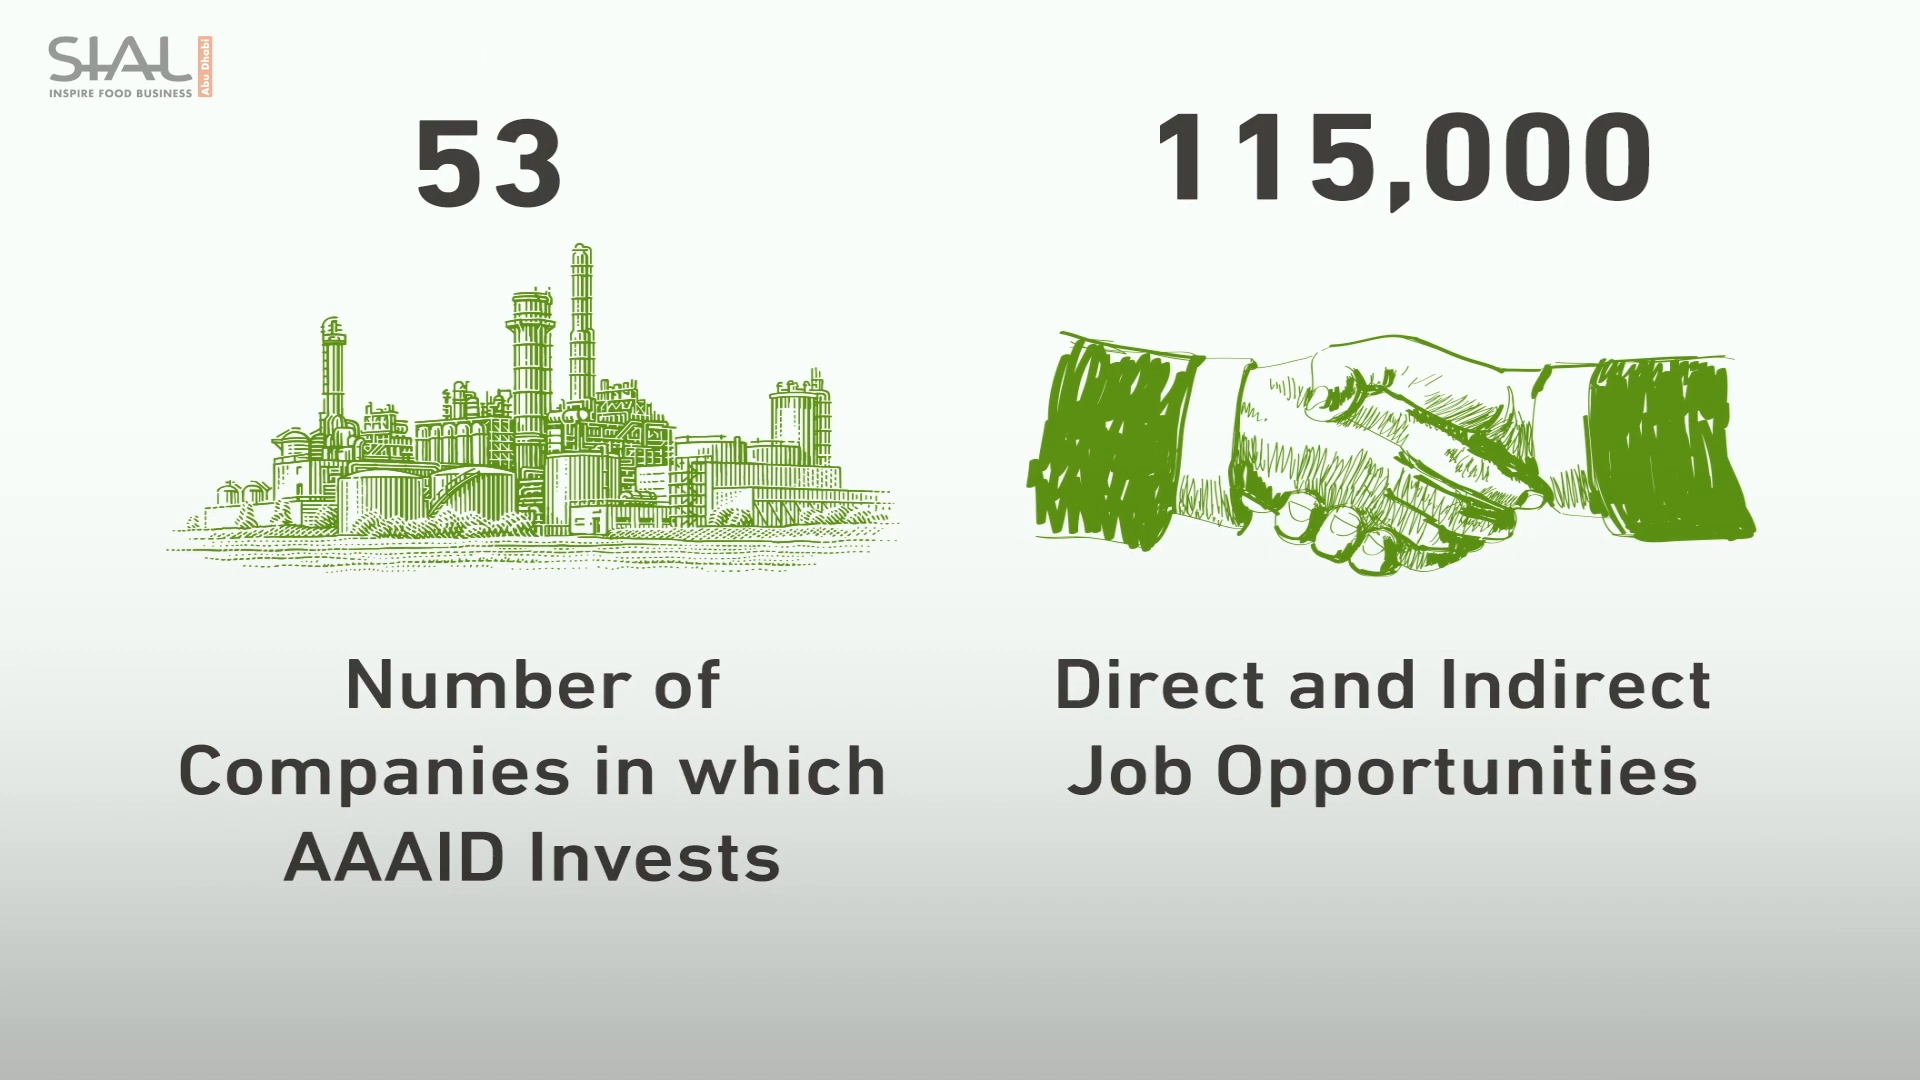 SIAL
INSPIRE FOOD BUSINESS
Abu Dhabi
53
Number of
Companies in which
AAAID Invests
115,000
Direct and Indirect
Job Opportunities